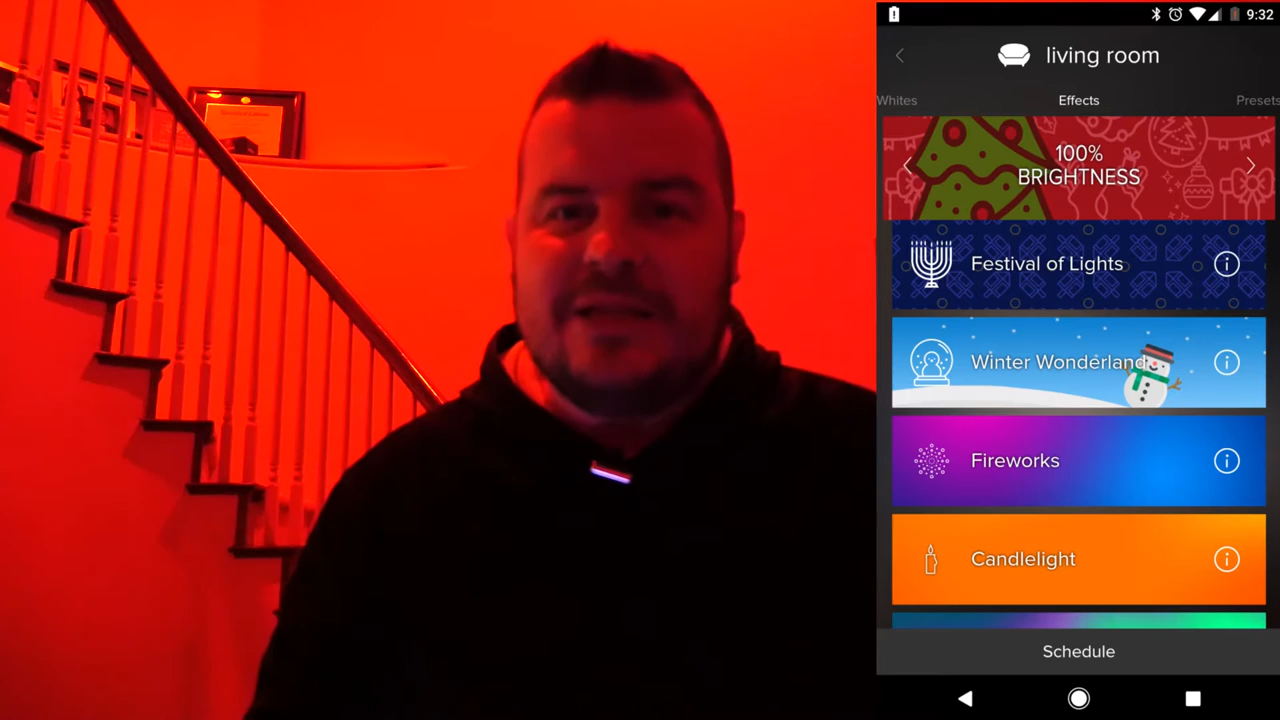 9:32
living room
Whites
Effects
Presets
100%
BRIGHTNESS
Festival of Lights
Winter Wonderland
Fireworks
Candlelight
Schedule